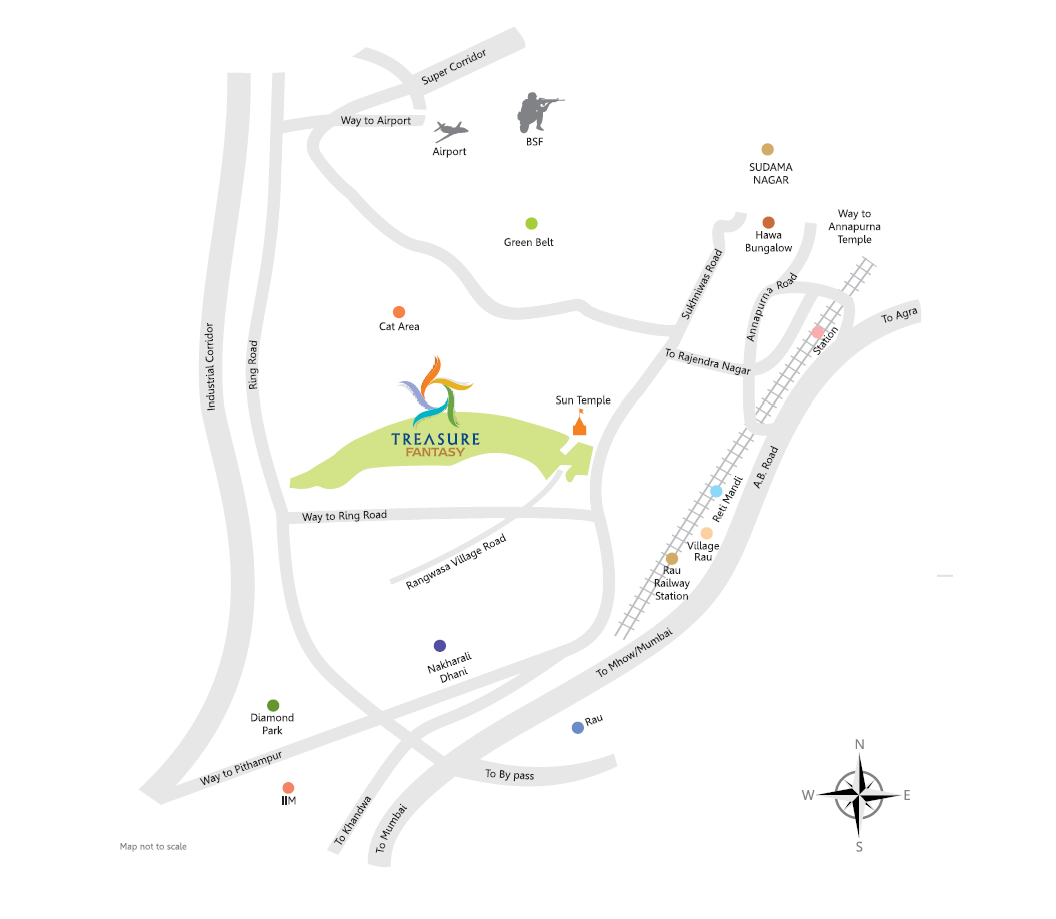 Super Corridor
Way to Airport
Airport
BSF
SUDAMA
NAGAR
Way to
Annapurna
Temple
Hawa
Bungalow
Green Belt
Sukhniwas Road
Annapurna Road
To Agra
Station
Cat Area
Industrial Corridor
Ring Road
To Rajendra Nagar
Sun Temple
TREASURE
FANTASY
A.B. Road
Reti Mandi
Way to Ring Road
Village
Rau
Rangwasa Village Road
Rau
Railway
Station
To Mhow/Mumbai
Nakharali
Dhani
Diamond
Park
Rau
Way to Pithampur
To By pass
IIM
To Khandwa
To Mumbai
N
W
E
S
Map not to scale